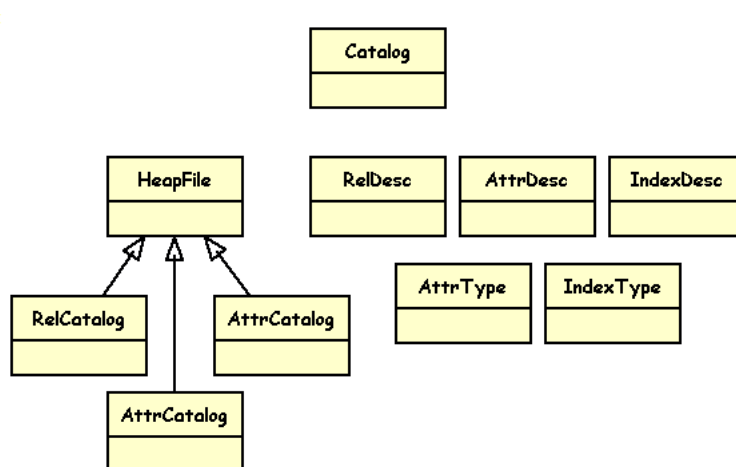 Catalog
HeapFile
RelDesc
AttrDesc
IndexDesc
AttrType
IndexType
RelCatalog
AttrCatalog
AttrCatalog